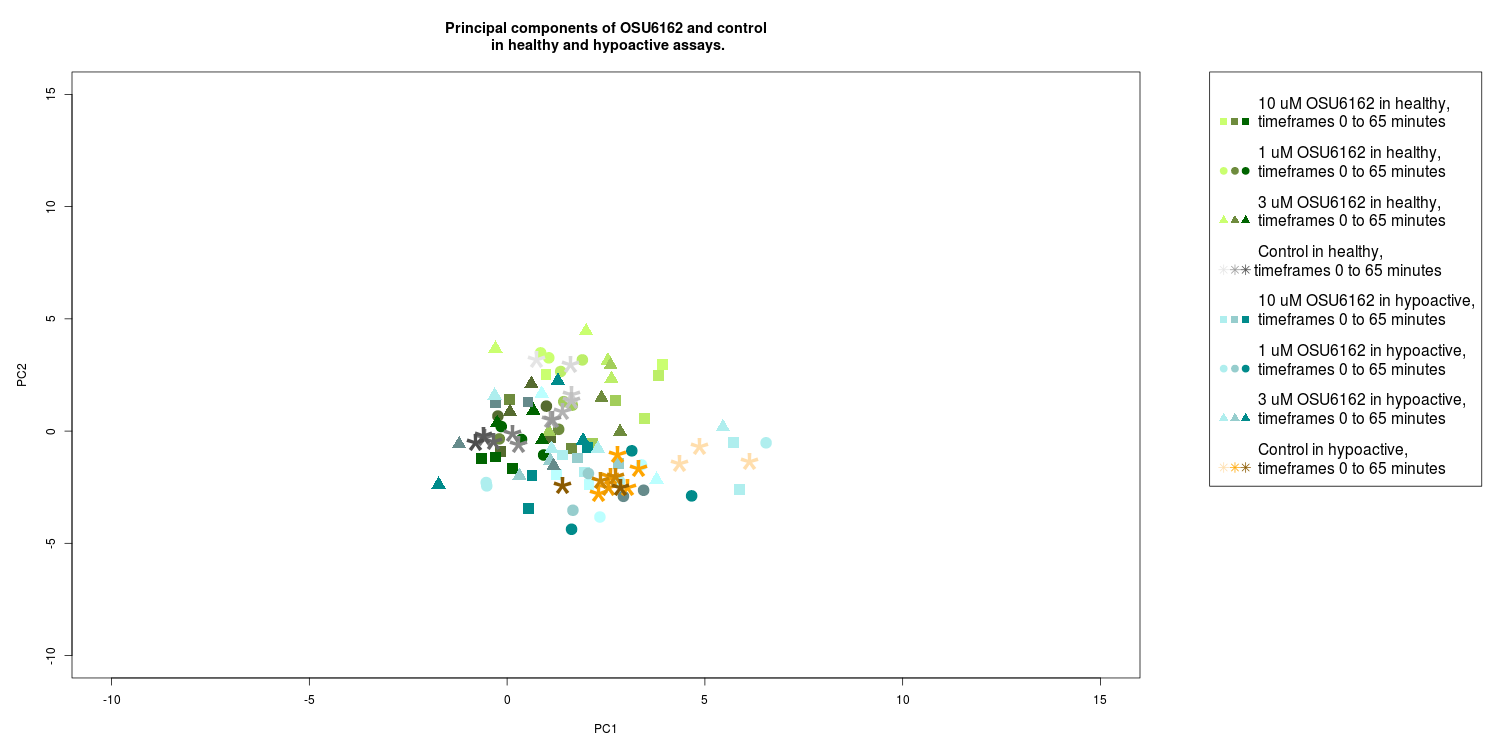 Principal components of OSU6162 and control
in healthy and hypoactive assays.
15
10
5
0
-5
-10
PC2
-10
-5
0
5
10
15
PC1
10 uM OSU6162 in healthy,
timeframes 0 to 65 minutes
1 uM OSU6162 in healthy,
timeframes 0 to 65 minutes
3 uM OSU6162 in healthy,
timeframes 0 to 65 minutes
Control in healthy,
timeframes 0 to 65 minutes
10 uM OSU6162 in hypoactive,
timeframes 0 to 65 minutes
1 uM OSU6162 in hypoactive,
timeframes 0 to 65 minutes
3 uM OSU6162 in hypoactive,
timeframes 0 to 65 minutes
Control in hypoactive,
timeframes 0 to 65 minutes